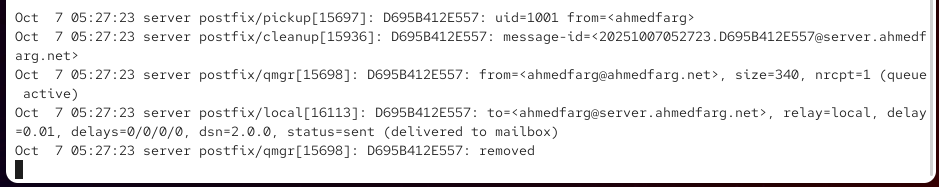 Oct  7 05:27:23 server postfix/pickup[15697]: D695B412E557: uid=1001 from=<ahmedfarg>
Oct  7 05:27:23 server postfix/cleanup[15936]: D695B412E557: message-id=<20251007052723.D695B412E557@server.ahmedf
arg.net>
Oct  7 05:27:23 server postfix/qmgr[15698]: D695B412E557: from=<ahmedfarg@ahmedfarg.net>, size=340, nrcpt=1 (queue
 active)
Oct  7 05:27:23 server postfix/local[16113]: D695B412E557: to=<ahmedfarg@server.ahmedfarg.net>, relay=local, delay
=0.01, delays=0/0/0/0, dsn=2.0.0, status=sent (delivered to mailbox)
Oct  7 05:27:23 server postfix/qmgr[15698]: D695B412E557: removed